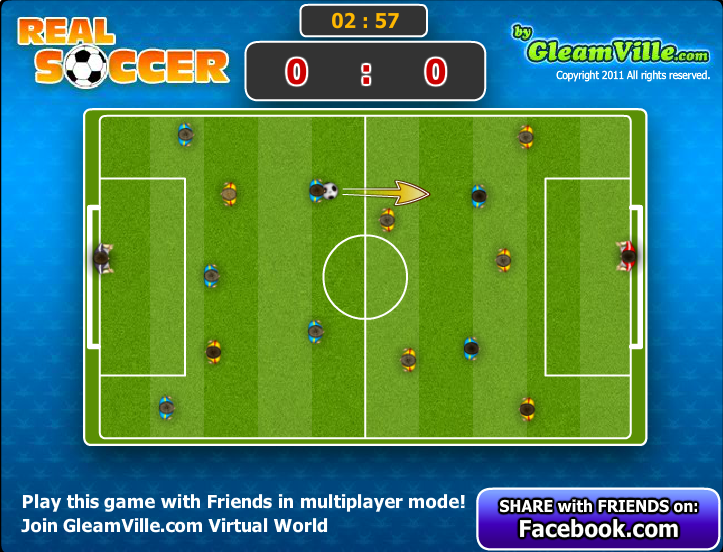 REAL
SOCCER
02 : 57
0 : 0
by
GleamVille.com
Copyright 2011 All rights reserved.
Play this game with Friends in multiplayer mode!
Join GleamVille.com Virtual World
SHARE with FRIENDS on:
Facebook.com